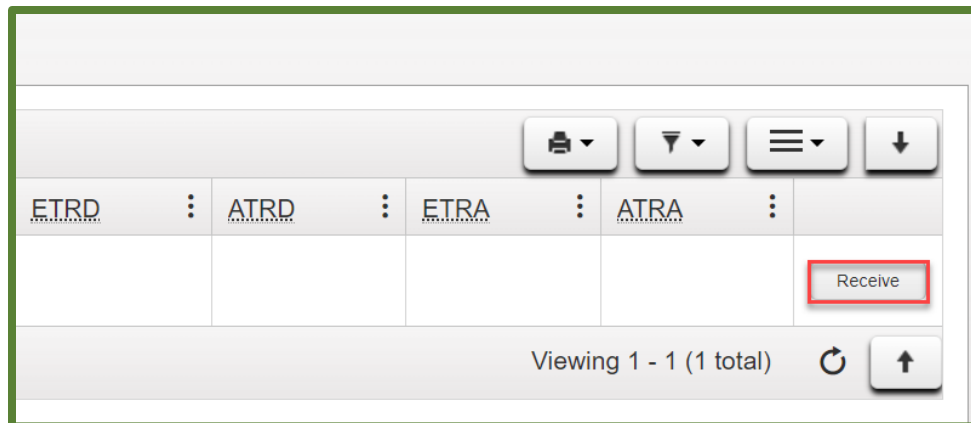 ETRD ATRD ETRA ATRA
Receive
Viewing 1 - 1 (1 total)